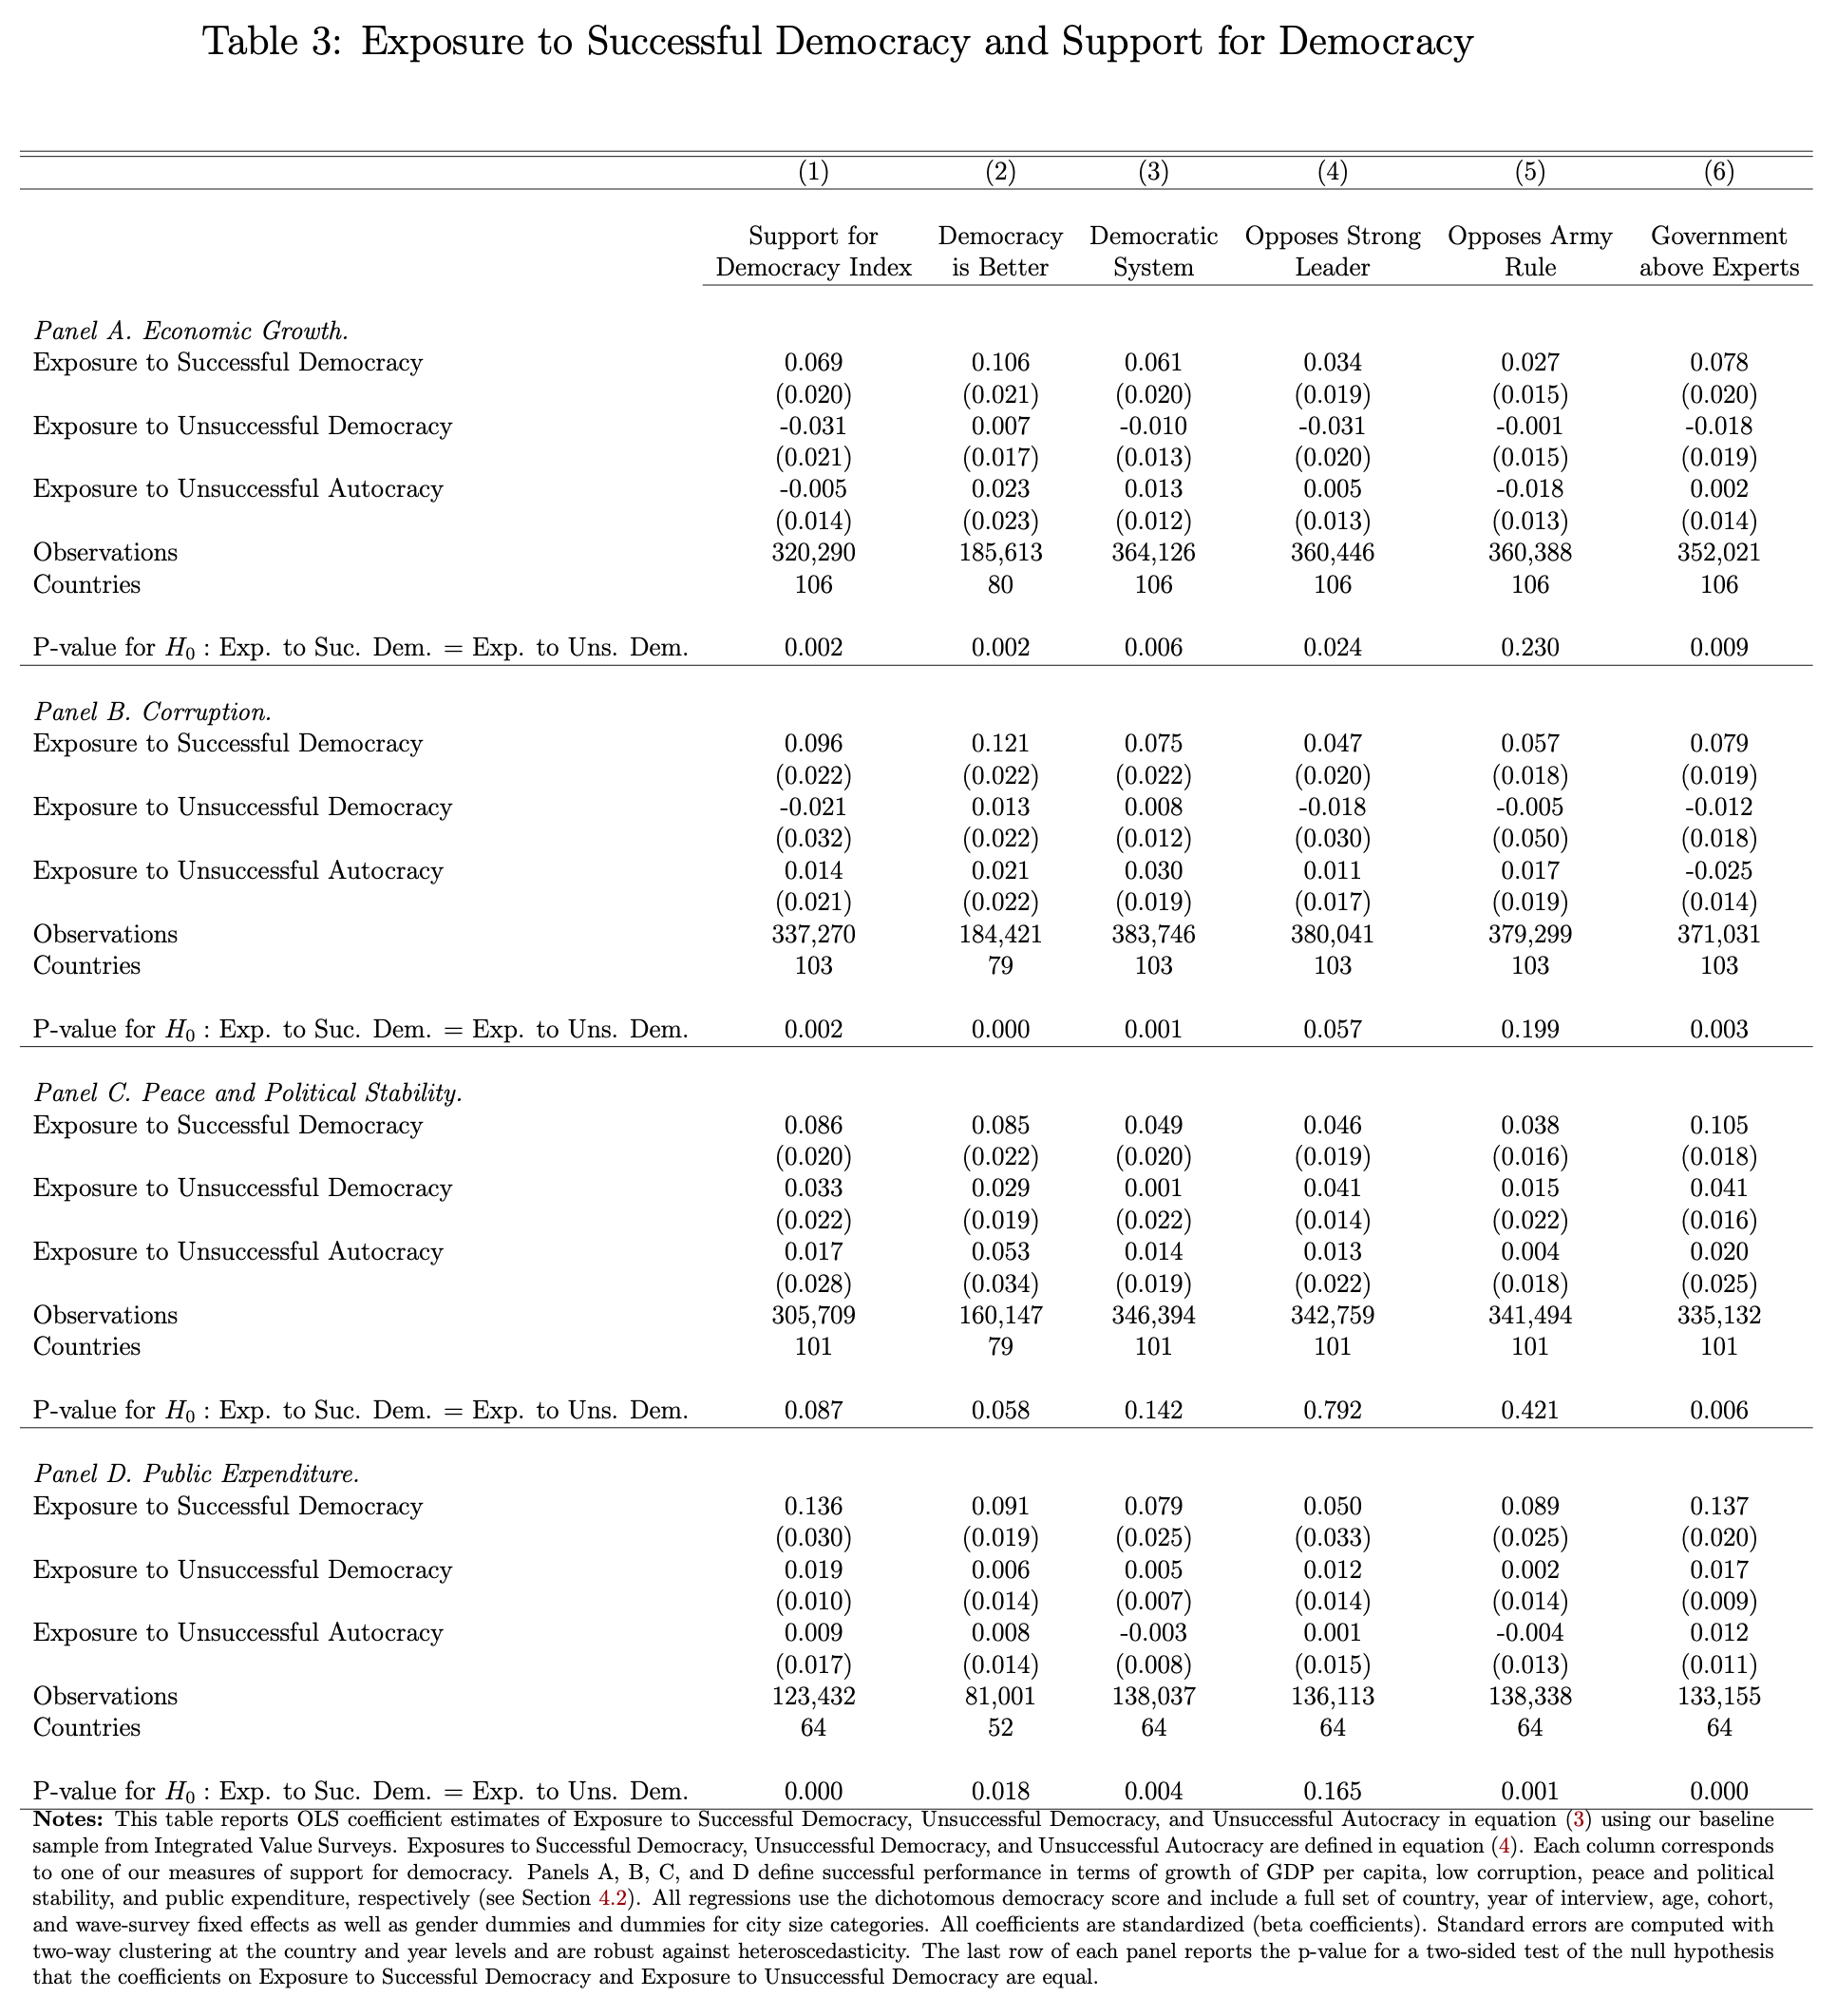 Table 3: Exposure to Successful Democracy and Support for Democracy
(1) (2) (3) (4) (5) (6)
Support for Democracy Democratic Opposes Strong Opposes Army Government
Democracy Index is Better System Leader Rule above Experts
Panel A. Economic Growth.
Exposure to Successful Democracy 0.069 0.106 0.061 0.034 0.027 0.078
(0.020) (0.021) (0.020) (0.019) (0.015) (0.020)
Exposure to Unsuccessful Democracy -0.031 0.007 -0.010 -0.031 -0.001 -0.018
(0.021) (0.017) (0.013) (0.020) (0.015) (0.019)
Exposure to Unsuccessful Autocracy -0.005 0.023 0.013 0.005 -0.018 0.002
(0.014) (0.023) (0.012) (0.013) (0.013) (0.014)
Observations 320,290 185,613 364,126 360,446 360,388 352,021
Countries 106 80 106 106 106 106
P-value for H₀ : Exp. to Suc. Dem. = Exp. to Uns. Dem. 0.002 0.002 0.006 0.024 0.230 0.009
Panel B. Corruption.
Exposure to Successful Democracy 0.096 0.121 0.075 0.047 0.057 0.079
(0.022) (0.022) (0.022) (0.020) (0.018) (0.019)
Exposure to Unsuccessful Democracy -0.021 0.013 0.008 -0.018 -0.005 -0.012
(0.032) (0.022) (0.012) (0.030) (0.050) (0.018)
Exposure to Unsuccessful Autocracy 0.014 0.021 0.030 0.011 0.017 -0.025
(0.021) (0.022) (0.019) (0.017) (0.019) (0.014)
Observations 337,270 184,421 383,746 380,041 379,299 371,031
Countries 103 79 103 103 103 103
P-value for H₀ : Exp. to Suc. Dem. = Exp. to Uns. Dem. 0.002 0.000 0.001 0.057 0.199 0.003
Panel C. Peace and Political Stability.
Exposure to Successful Democracy 0.086 0.085 0.049 0.046 0.038 0.105
(0.020) (0.022) (0.020) (0.019) (0.016) (0.018)
Exposure to Unsuccessful Democracy 0.033 0.029 0.001 0.041 0.015 0.041
(0.022) (0.019) (0.022) (0.014) (0.022) (0.016)
Exposure to Unsuccessful Autocracy 0.017 0.053 0.014 0.013 0.004 0.020
(0.028) (0.034) (0.019) (0.022) (0.018) (0.025)
Observations 305,709 160,147 346,394 342,759 341,494 335,132
Countries 101 79 101 101 101 101
P-value for H₀ : Exp. to Suc. Dem. = Exp. to Uns. Dem. 0.087 0.058 0.142 0.792 0.421 0.006
Panel D. Public Expenditure.
Exposure to Successful Democracy 0.136 0.091 0.079 0.050 0.089 0.137
(0.030) (0.019) (0.025) (0.033) (0.025) (0.020)
Exposure to Unsuccessful Democracy 0.019 0.006 0.005 0.012 0.002 0.017
(0.010) (0.014) (0.007) (0.014) (0.014) (0.009)
Exposure to Unsuccessful Autocracy 0.009 0.008 -0.003 0.001 -0.004 0.012
(0.017) (0.014) (0.008) (0.015) (0.013) (0.011)
Observations 123,432 81,001 138,037 136,113 138,338 133,155
Countries 64 52 64 64 64 64
P-value for H₀ : Exp. to Suc. Dem. = Exp. to Uns. Dem. 0.000 0.018 0.004 0.165 0.001 0.000
Notes: This table reports OLS coefficient estimates of Exposure to Successful Democracy, Unsuccessful Democracy, and Unsuccessful Autocracy in equation (3) using our baseline
sample from Integrated Value Surveys. Exposures to Successful Democracy, Unsuccessful Democracy, and Unsuccessful Autocracy are defined in equation (4). Each column corresponds
to one of our measures of support for democracy. Panels A, B, C, and D define successful performance in terms of growth of GDP per capita, low corruption, peace and political
stability, and public expenditure, respectively (see Section 4.2). All regressions use the dichotomous democracy score and include a full set of country, year of interview, age, cohort,
and wave-survey fixed effects as well as gender dummies and dummies for city size categories. All coefficients are standardized (beta coefficients). Standard errors are computed with
two-way clustering at the country and year levels and are robust against heteroscedasticity. The last row of each panel reports the p-value for a two-sided test of the null hypothesis
that the coefficients on Exposure to Successful Democracy and Exposure to Unsuccessful Democracy are equal.